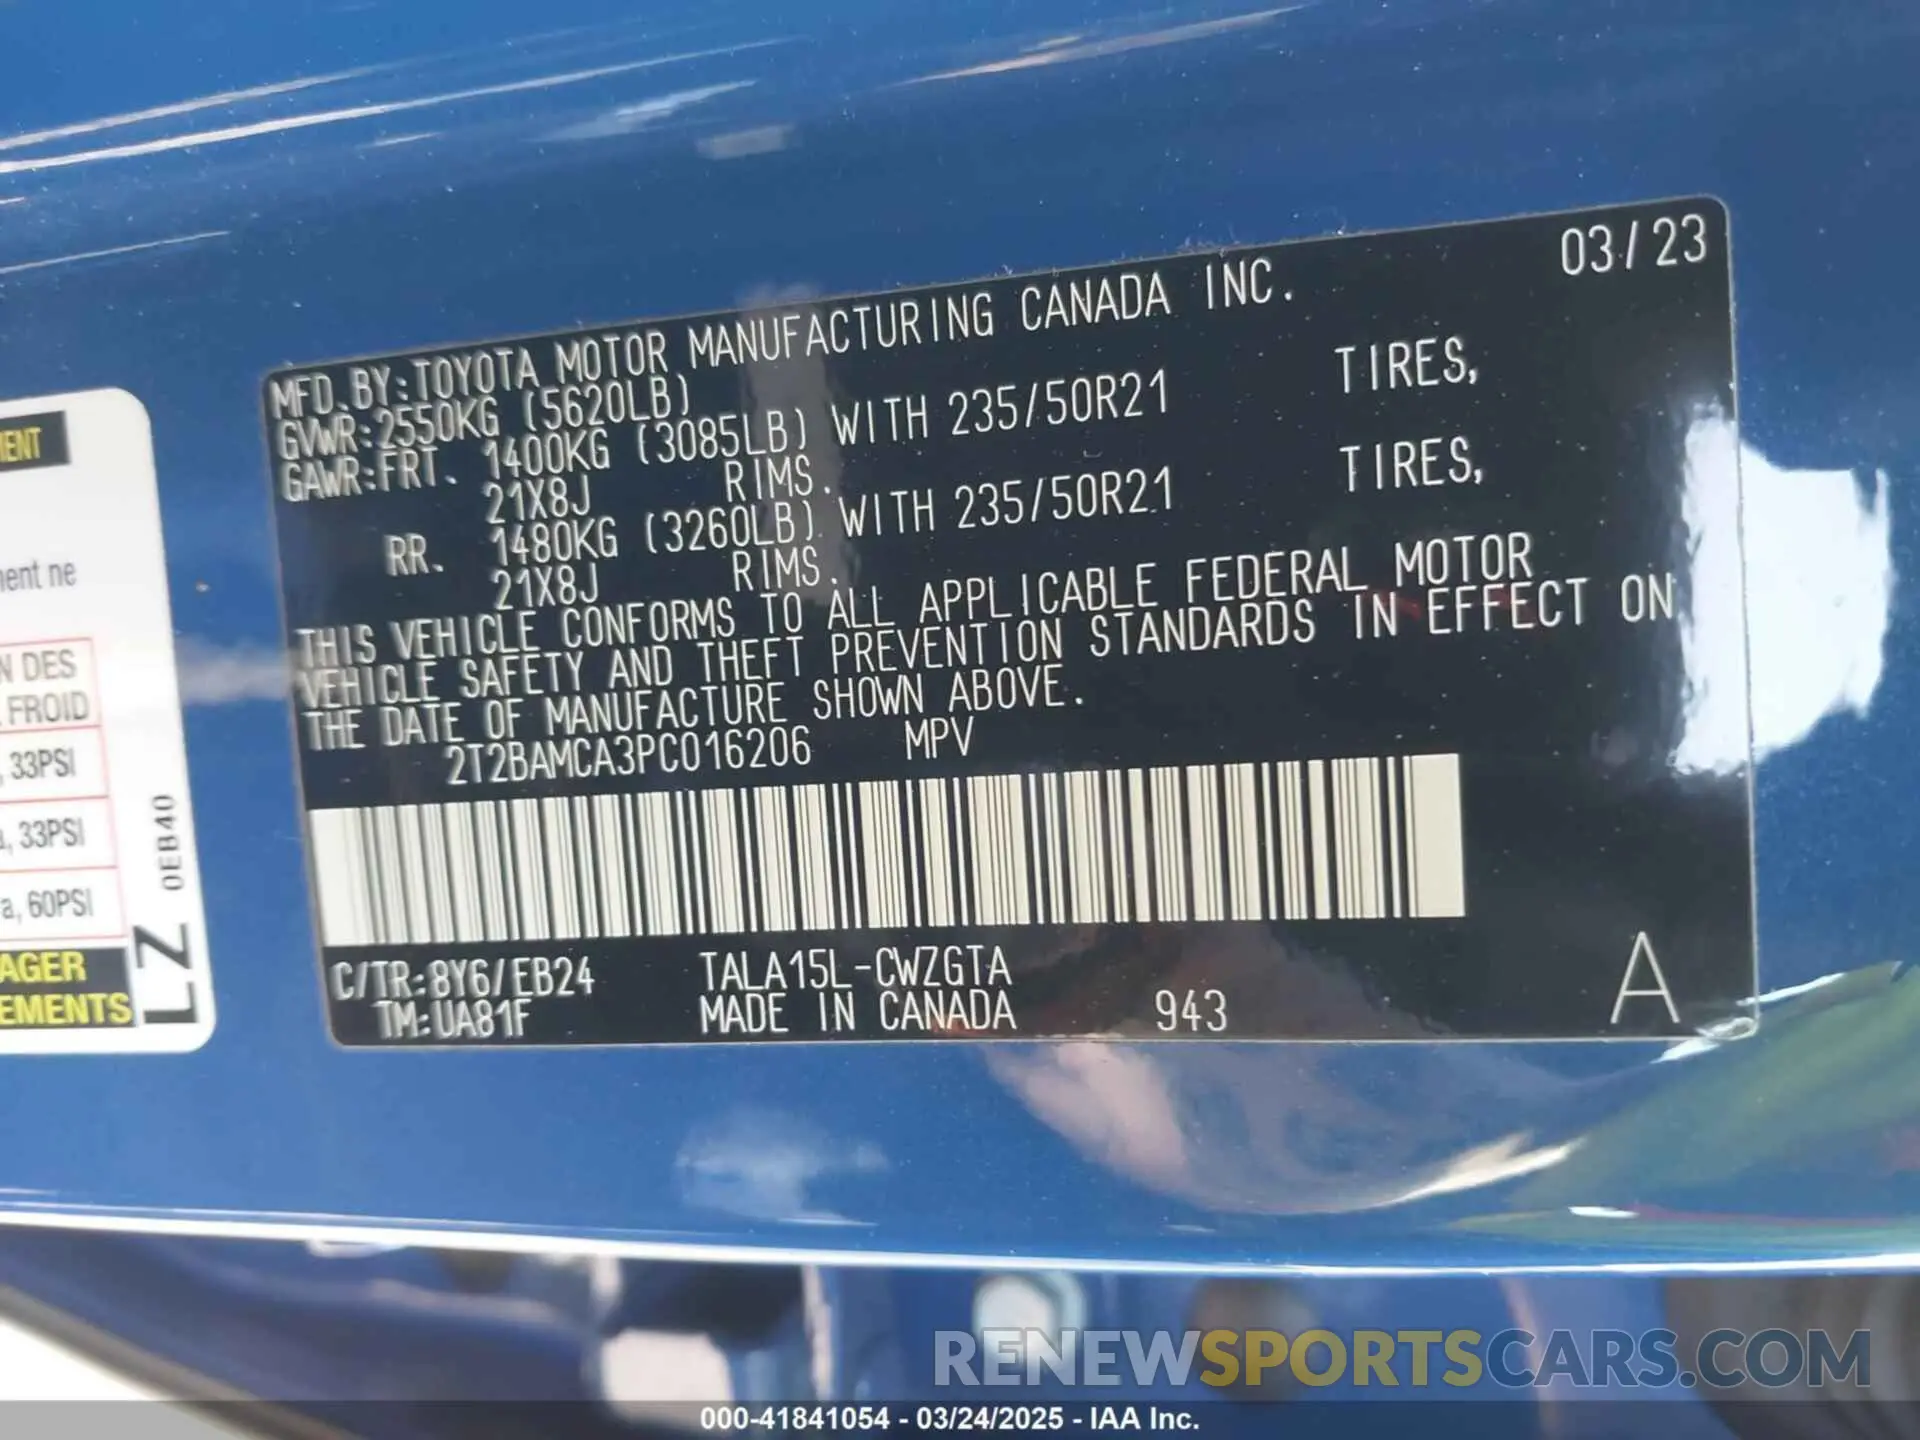 MFD.BY:TOYOTA MOTOR MANUFACTURING CANADA INC. 03/23
GVWR:2550KG (5620LB)
GAWR:FRT. 1400KG (3085LB) WITH 235/50R21 TIRES,
21X8J RIMS.
RR. 1480KG (3260LB) WITH 235/50R21 TIRES,
21X8J RIMS.
THIS VEHICLE CONFORMS TO ALL APPLICABLE FEDERAL MOTOR
VEHICLE SAFETY AND THEFT PREVENTION STANDARDS IN EFFECT ON
THE DATE OF MANUFACTURE SHOWN ABOVE.
2T2BAMCA3PC016206 MPV
C/TR:8Y6/EB24 TALA15L-CWZGTA
TM:UA81F MADE IN CANADA 943 A
MENT
ment ne
N DES
FROID
, 33PSI
a, 33PSI
a, 60PSI
AGER
EMENTS
LZ 0EB40
RENEWSPORTSCARS.COM
000-41841054 - 03/24/2025 - IAA Inc.